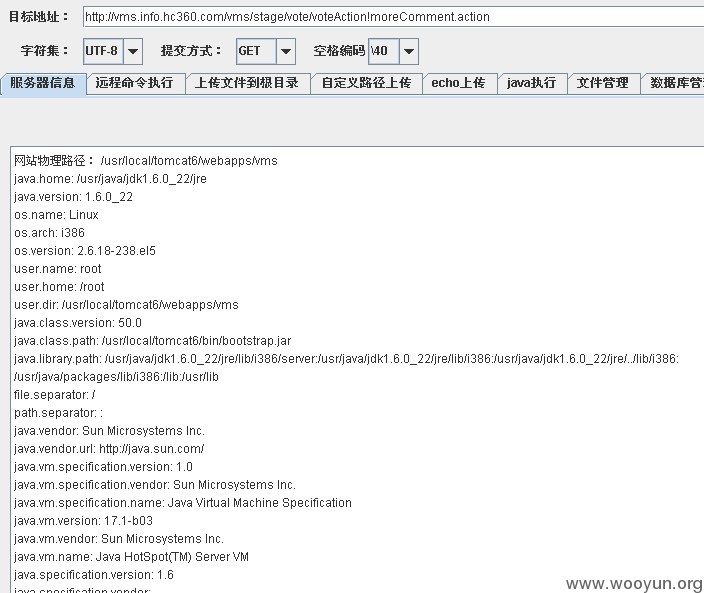 目标地址： http://vms.info.hc360.com/vms/stage/vote/voteAction!moreComment.action
字符集： UTF-8 提交方式： GET 空格编码 \40
服务器信息 远程命令执行 上传文件到根目录 自定义路径上传 echo上传 java执行 文件管理 数据库管
网站物理路径： /usr/local/tomcat6/webapps/vms
java.home: /usr/java/jdk1.6.0_22/jre
java.version: 1.6.0_22
os.name: Linux
os.arch: i386
os.version: 2.6.18-238.el5
user.name: root
user.home: /root
user.dir: /usr/local/tomcat6/webapps/vms
java.class.version: 50.0
java.class.path: /usr/local/tomcat6/bin/bootstrap.jar
java.library.path: /usr/java/jdk1.6.0_22/jre/lib/i386/server:/usr/java/jdk1.6.0_22/jre/lib/i386:/usr/java/jdk1.6.0_22/jre/../lib/i386:
/usr/java/packages/lib/i386:/lib:/usr/lib
file.separator: /
path.separator: :
java.vendor: Sun Microsystems Inc.
java.vendor.url: http://java.sun.com/
java.vm.specification.version: 1.0
java.vm.specification.vendor: Sun Microsystems Inc.
java.vm.specification.name: Java Virtual Machine Specification
java.vm.version: 17.1-b03
java.vm.vendor: Sun Microsystems Inc.
java.vm.name: Java HotSpot(TM) Server VM
java.specification.version: 1.6
java.specification.vendor:
www.wooyun.org